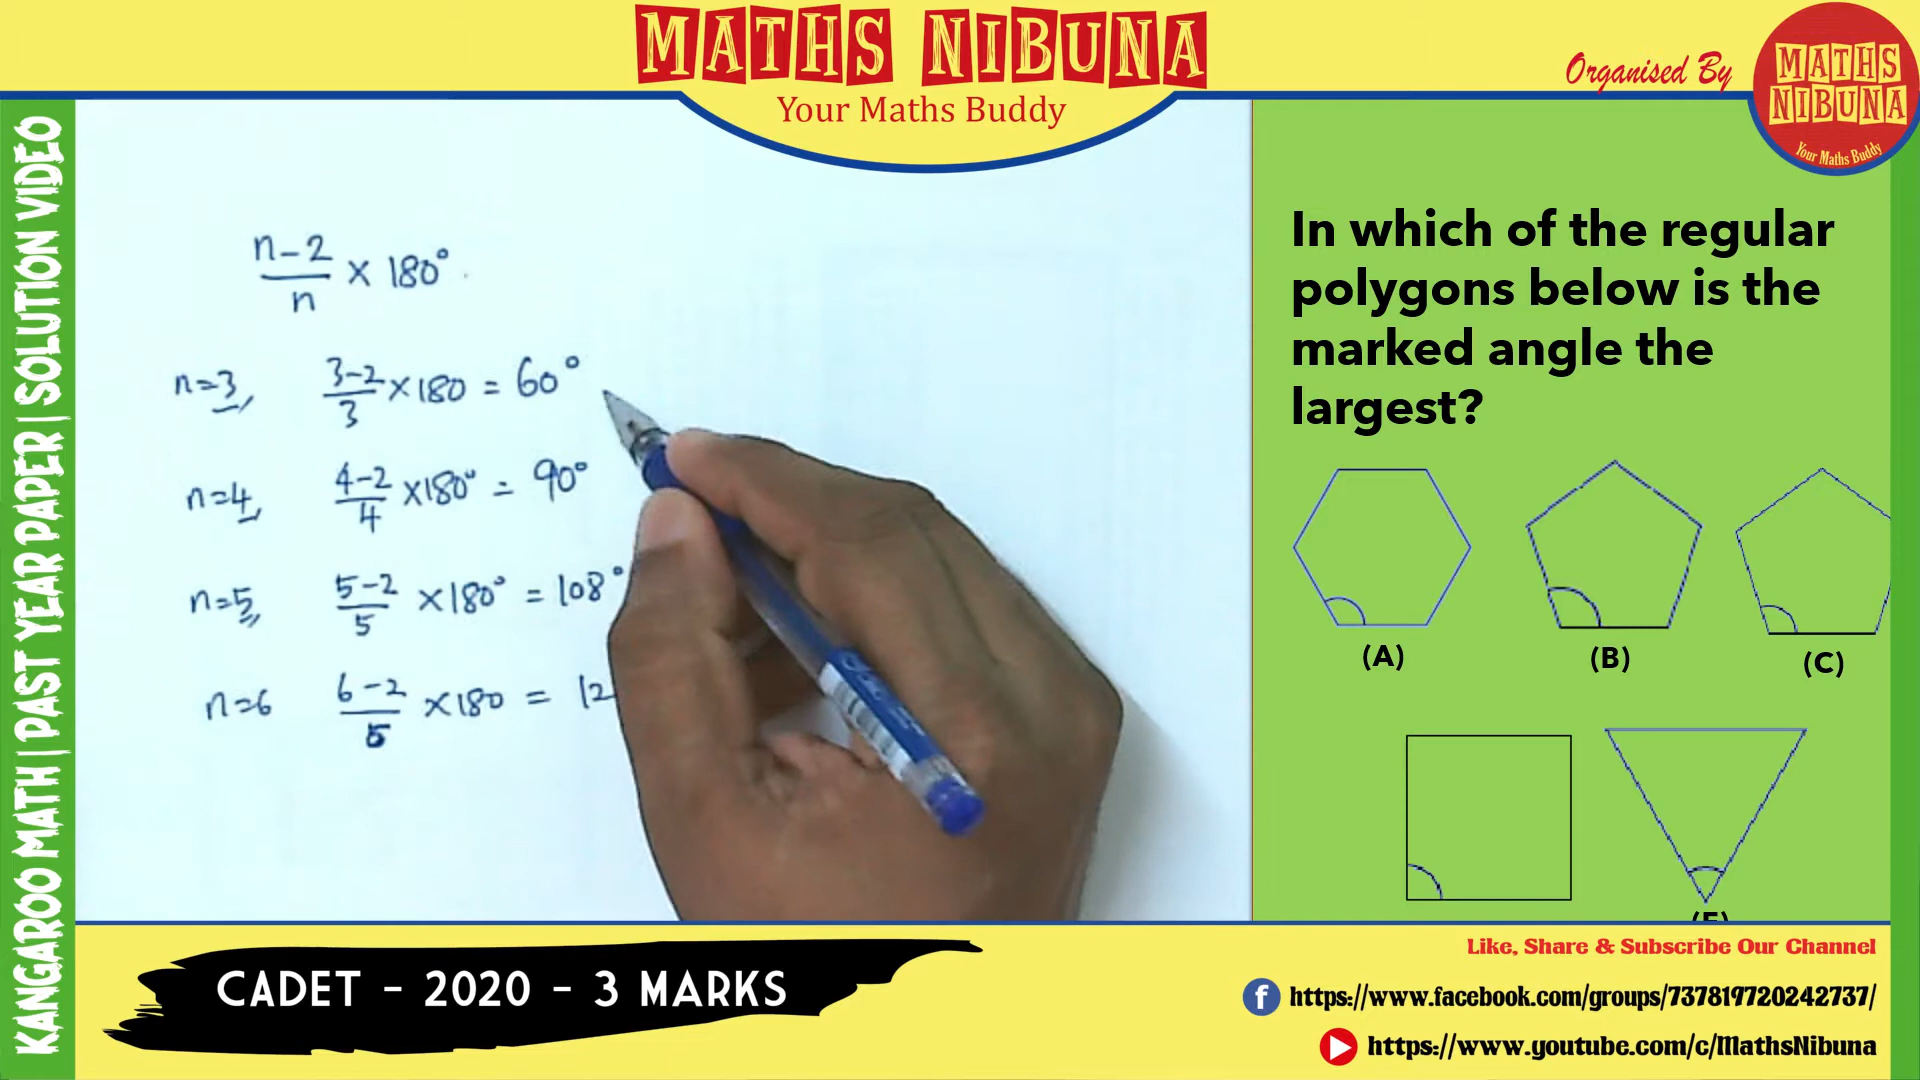 MATHS NIBUNA
Your Maths Buddy
Organised By
MATHS
NIBUNA
Your Maths Buddy
KANGAROO MATH | PAST YEAR PAPER | SOLUTION VIDEO
n-2/n × 180°
n=3, 3-2/3 × 180 = 60°
n=4, 4-2/4 ×180° = 90°
n=5, 5-2/5 ×180° = 108°
n=6 6-2/5 ×180 = 12
In which of the regular
polygons below is the
marked angle the
largest?
(A) (B) (C)
CADET - 2020 - 3 MARKS
Like, Share & Subscribe Our Channel
https://www.facebook.com/groups/737819720242737/
https://www.youtube.com/c/MathsNibuna